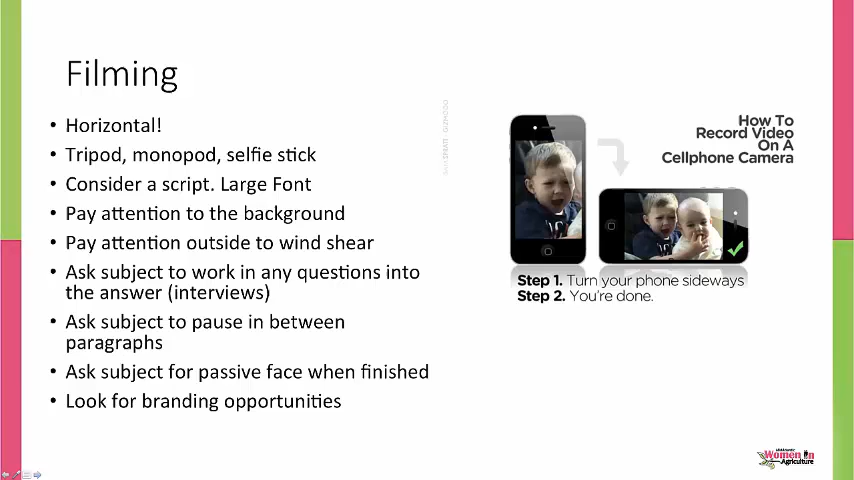 Filming
• Horizontal!
• Tripod, monopod, selfie stick
• Consider a script. Large Font
• Pay attention to the background
• Pay attention outside to wind shear
• Ask subject to work in any questions into
the answer (interviews)
• Ask subject to pause in between
paragraphs
• Ask subject for passive face when finished
• Look for branding opportunities
How To
Record Video
On A
Cellphone Camera
Step 1. Turn your phone sideways
Step 2. You're done.
Women in
Agriculture